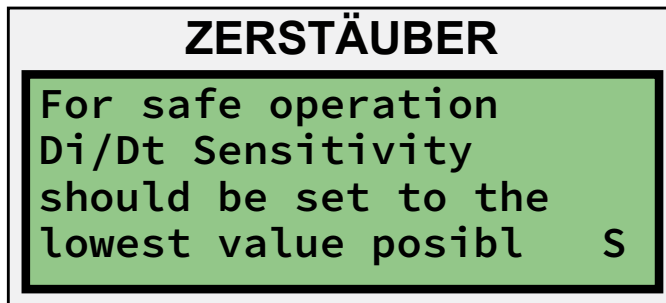 ZERSTÄUBER
For safe operation
Di/Dt Sensitivity
should be set to the
lowest value posibl S